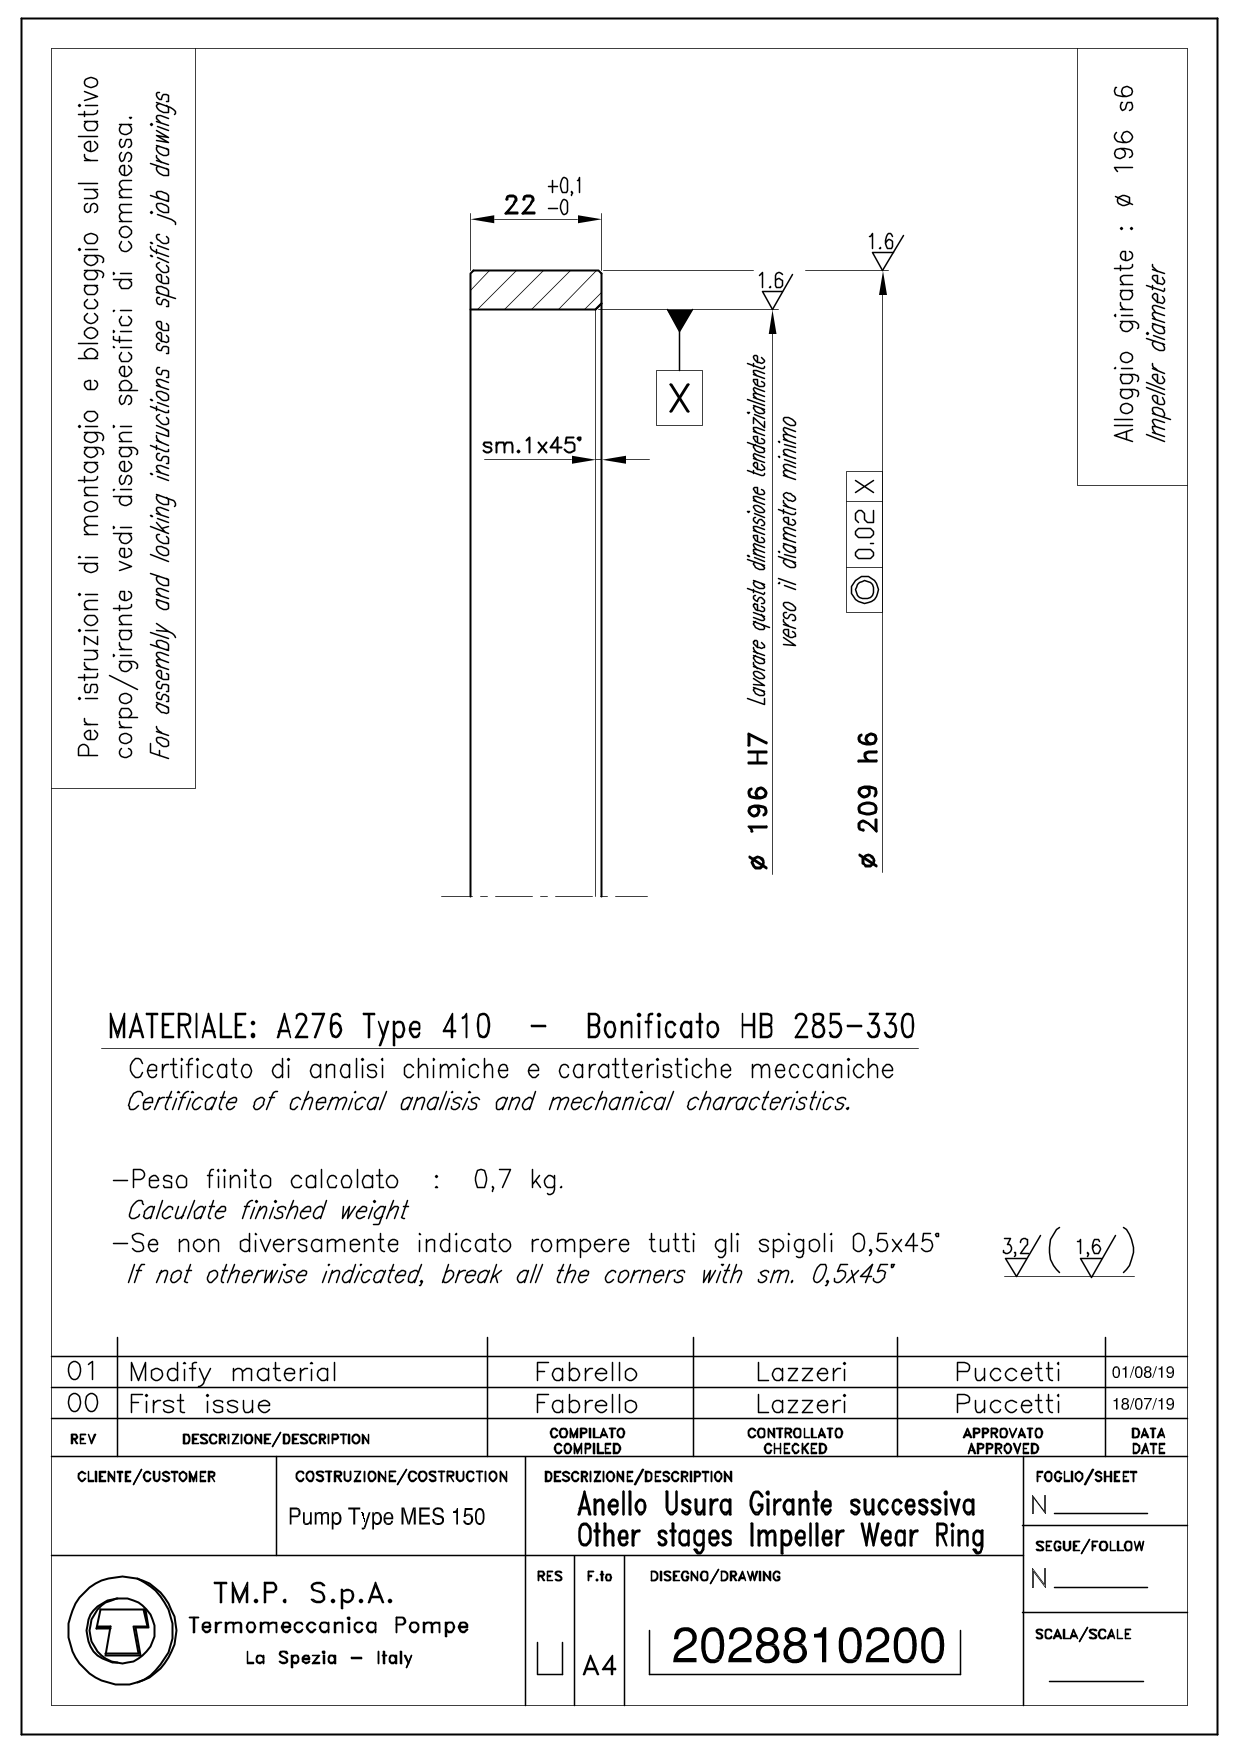 Per istruzioni di montaggio e bloccaggio sul relativo
corpo/girante vedi disegni specifici di commessa.
For assembly and locking instructions see specific job drawings
Alloggio girante : ø 196 s6
Impeller diameter
22 +0,1 -0
1.6
1.6
X
sm.1x45°
ø 196 H7 Lavorare questa dimensione tendenzialmente
verso il diametro minimo
◎ 0.02 X
ø 209 h6
MATERIALE: A276 Type 410 - Bonificato HB 285-330
Certificato di analisi chimiche e caratteristiche meccaniche
Certificate of chemical analisis and mechanical characteristics.
-Peso fiinito calcolato : 0,7 kg.
Calculate finished weight
-Se non diversamente indicato rompere tutti gli spigoli 0,5x45°
If not otherwise indicated, break all the corners with sm. 0,5x45°
3,2 ( 1,6 )
01 Modify material Fabrello Lazzeri Puccetti 01/08/19
00 First issue Fabrello Lazzeri Puccetti 18/07/19
REV DESCRIZIONE/DESCRIPTION COMPILATO COMPILED CONTROLLATO CHECKED APPROVATO APPROVED DATA DATE
CLIENTE/CUSTOMER COSTRUZIONE/COSTRUCTION DESCRIZIONE/DESCRIPTION FOGLIO/SHEET
Pump Type MES 150
Anello Usura Girante successiva
Other stages Impeller Wear Ring
N
SEGUE/FOLLOW
N
TM.P. S.p.A.
Termomeccanica Pompe
La Spezia - Italy
RES F.to DISEGNO/DRAWING
A4 2028810200
SCALA/SCALE